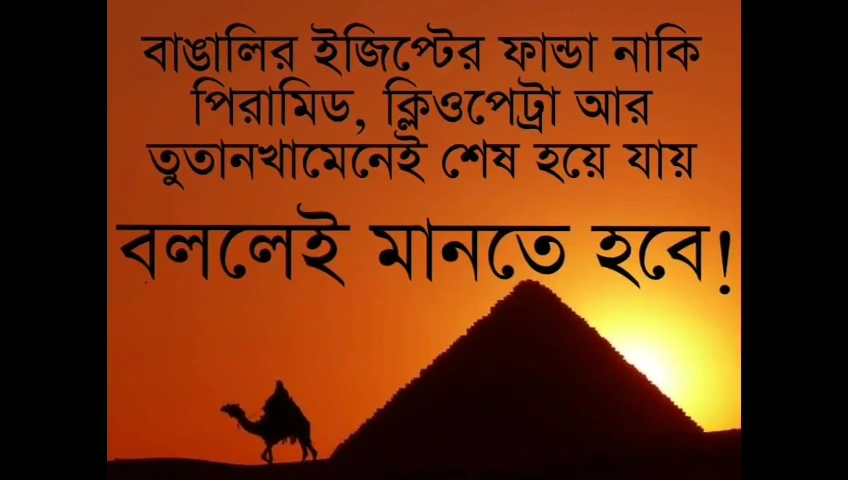 বাঙালির ইজিপ্টের ফান্ডা নাকি
পিরামিড, ক্লিওপেট্রা আর
তুতানখামেনেই শেষ হয়ে যায়
বললেই মানতে হবে!